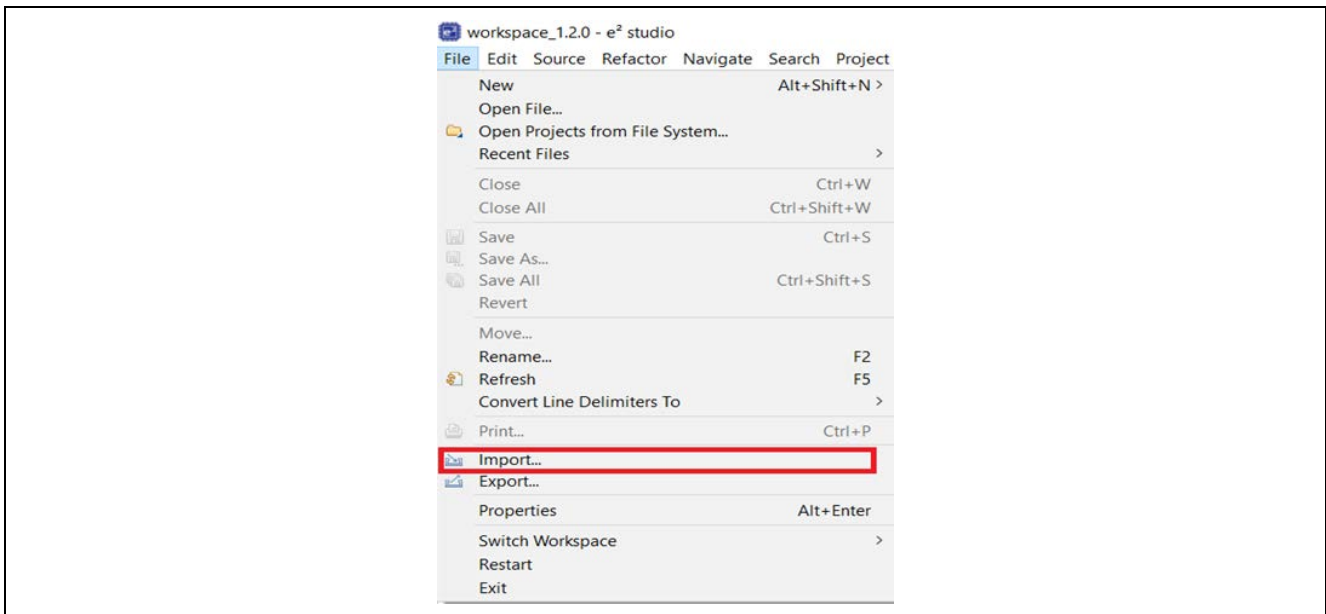 workspace_1.2.0 - e² studio
File Edit Source Refactor Navigate Search Project
New Alt+Shift+N >
Open File...
Open Projects from File System...
Recent Files >
Close Ctrl+W
Close All Ctrl+Shift+W
Save Ctrl+S
Save As...
Save All Ctrl+Shift+S
Revert
Move...
Rename... F2
Refresh F5
Convert Line Delimiters To >
Print... Ctrl+P
Import...
Export...
Properties Alt+Enter
Switch Workspace >
Restart
Exit